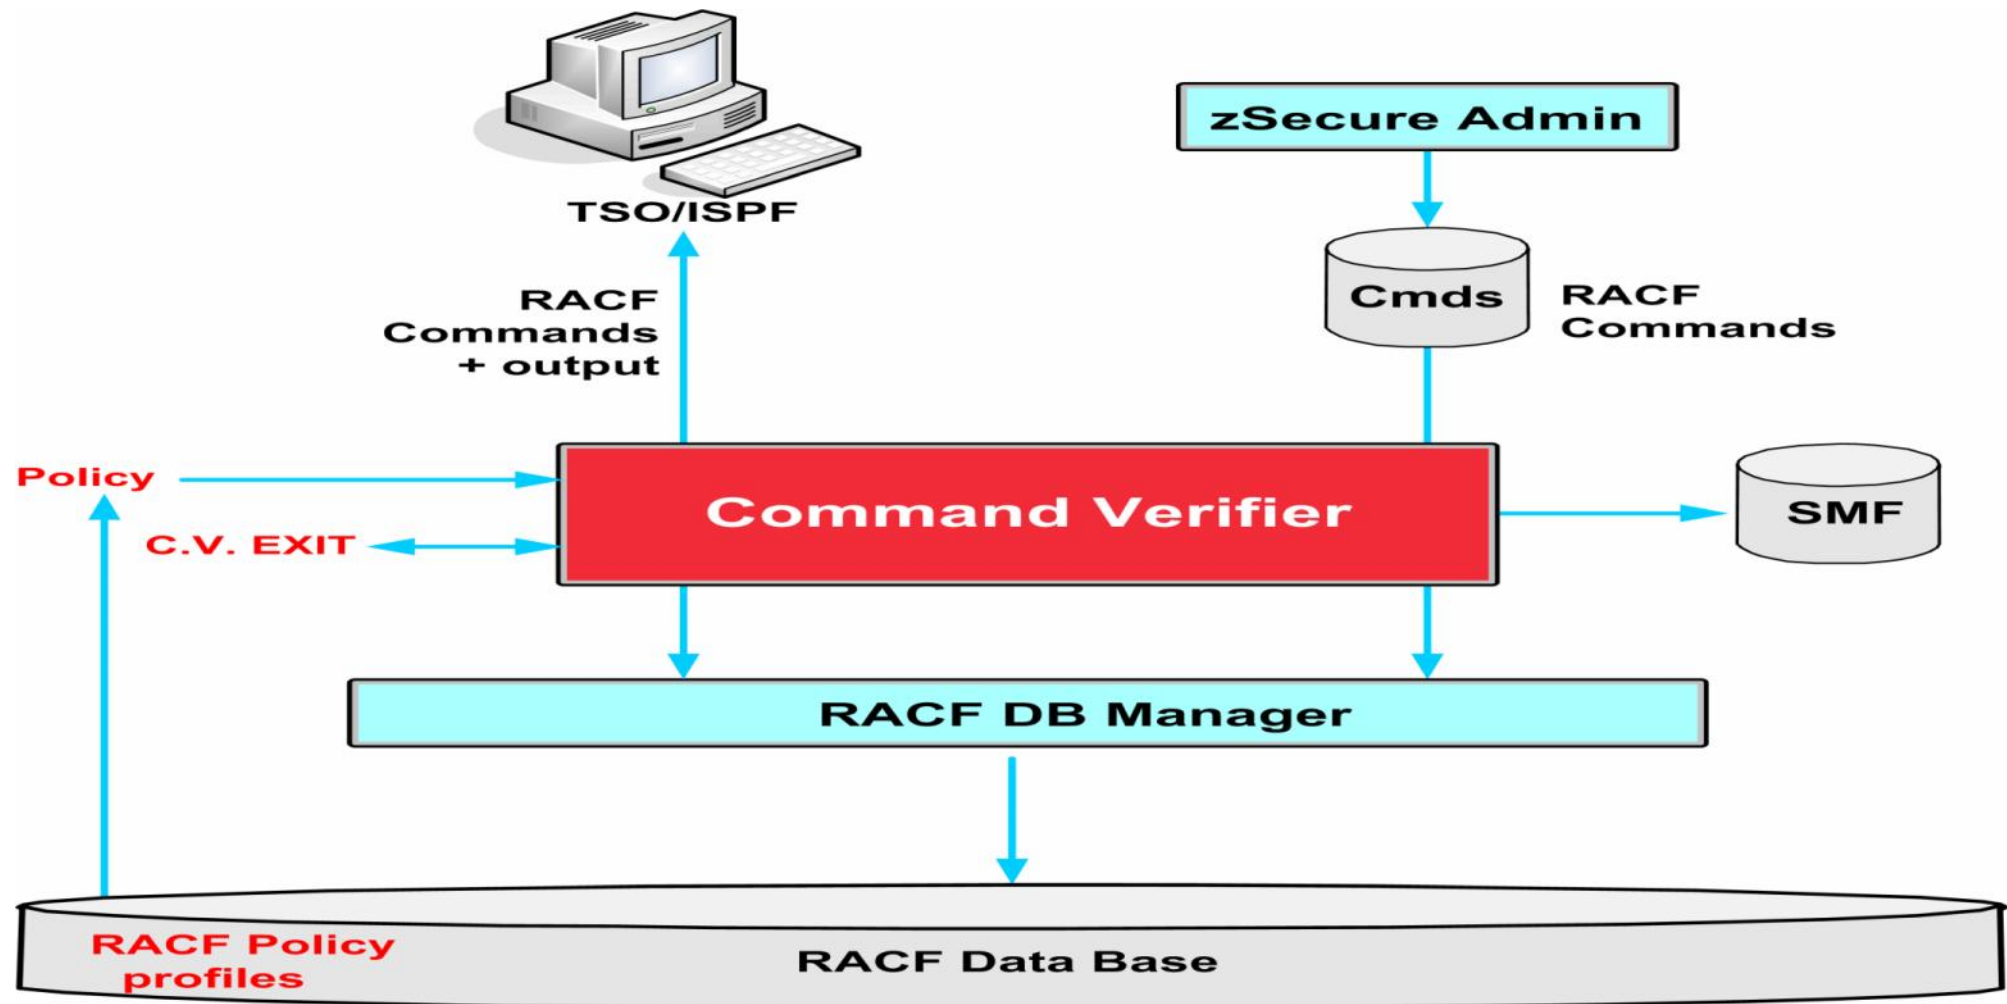 zSecure Admin
TSO/ISPF
RACF
Commands
+ output
Cmds
RACF
Commands
Policy
C.V. EXIT
Command Verifier
SMF
RACF DB Manager
RACF Policy
profiles
RACF Data Base